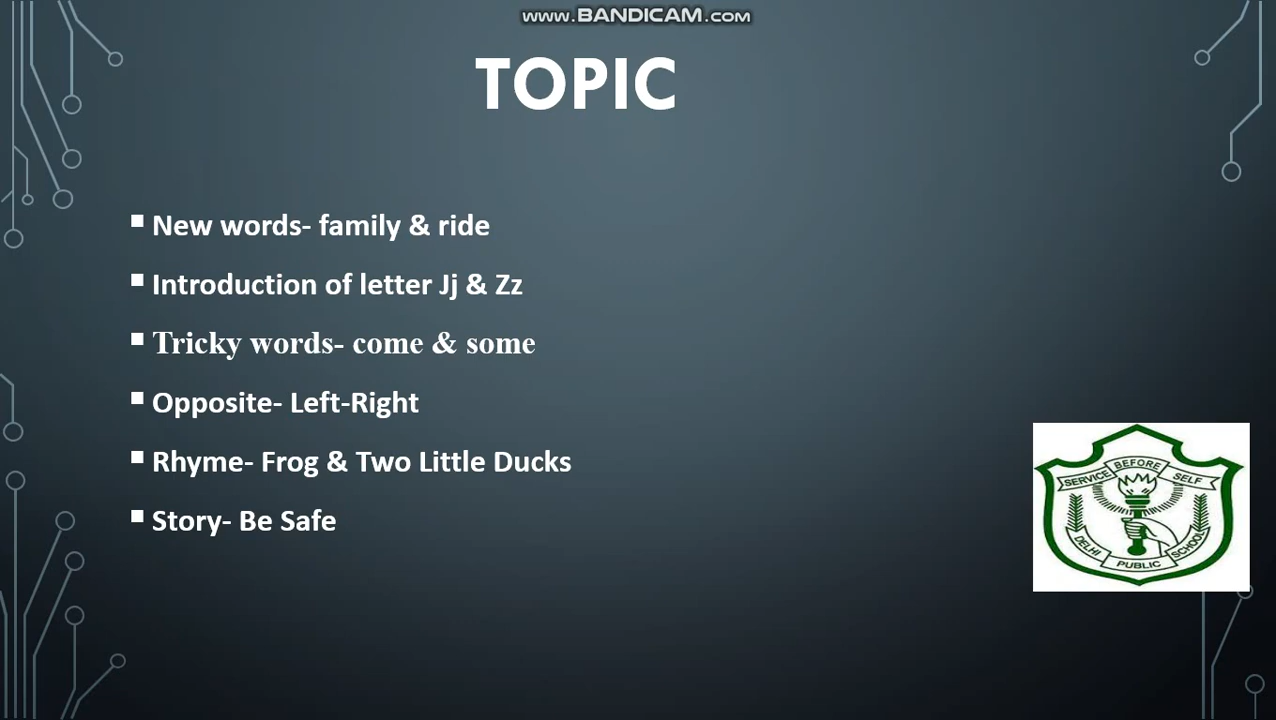 www.BANDICAM.com
TOPIC
New words- family & ride
Introduction of letter Jj & Zz
Tricky words- come & some
Opposite- Left-Right
Rhyme- Frog & Two Little Ducks
Story- Be Safe
SERVICE BEFORE SELF
DELHI PUBLIC SCHOOL